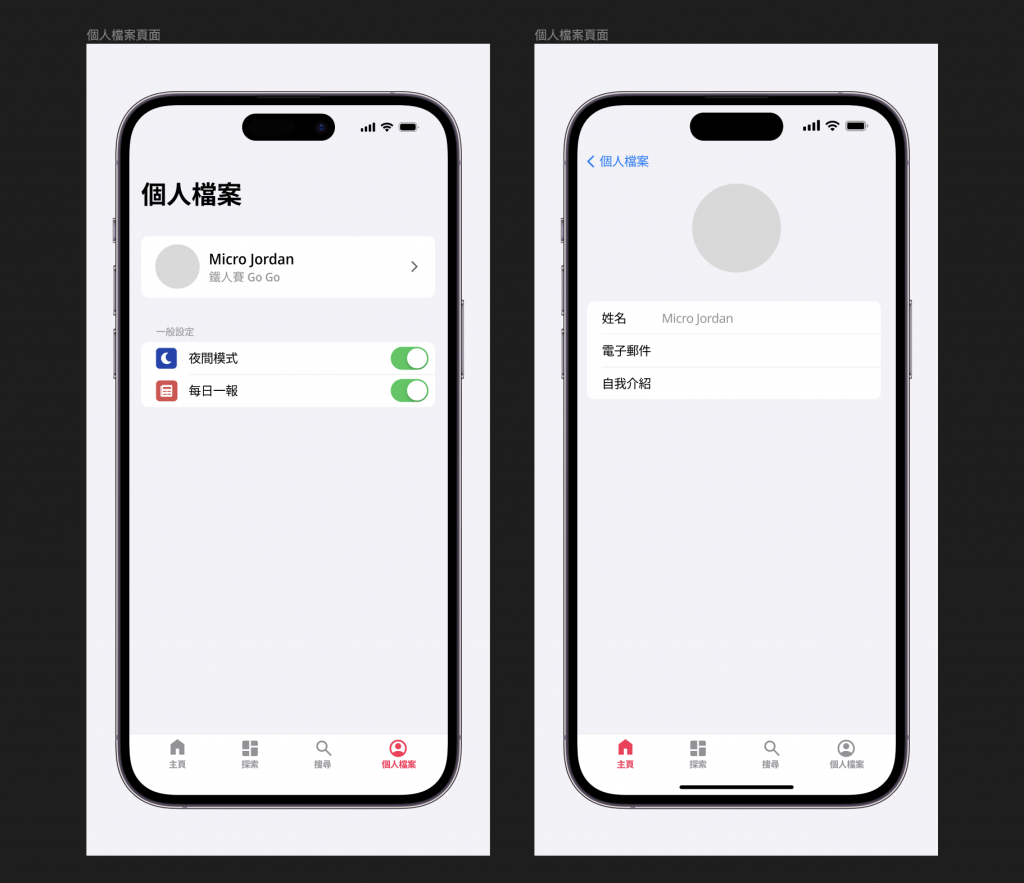 個人檔案頁面
個人檔案
Micro Jordan
鐵人賽 Go Go
一般設定
夜間模式
每日一報
主頁
探索
搜尋
個人檔案
個人檔案頁面
個人檔案
姓名 Micro Jordan
電子郵件
自我介紹
主頁
探索
搜尋
個人檔案